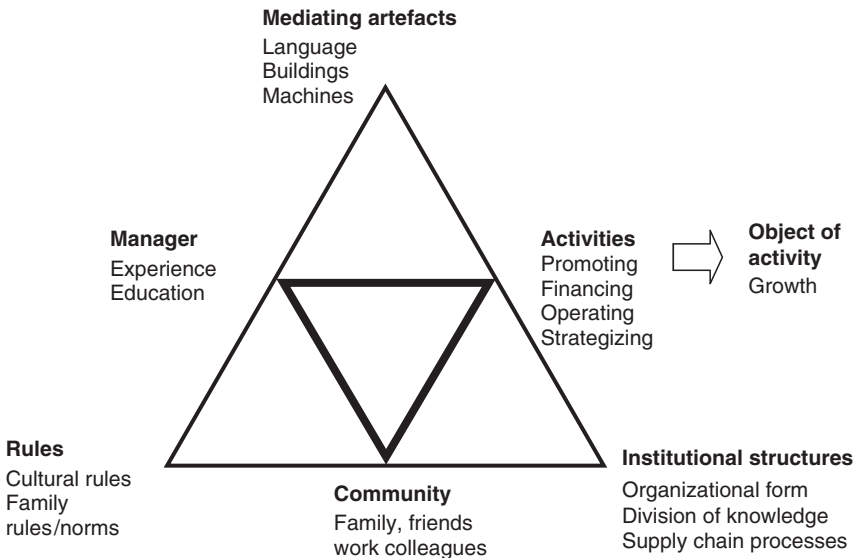 Mediating artefacts
Language
Buildings
Machines
Manager
Experience
Education
Activities
Promoting
Financing
Operating
Strategizing
Object of
activity
Growth
Rules
Cultural rules
Family
rules/norms
Community
Family, friends
work colleagues
Institutional structures
Organizational form
Division of knowledge
Supply chain processes